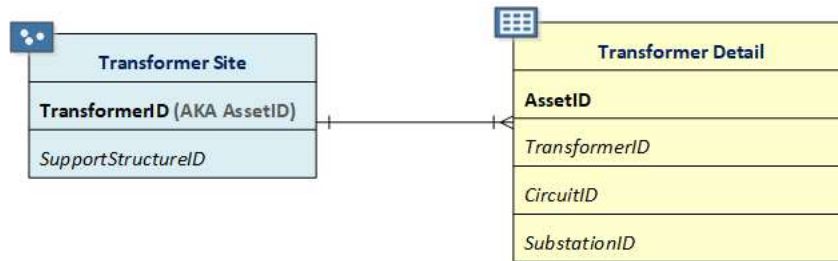 Transformer Site
TransformerID (AKA AssetID)
SupportStructureID
Transformer Detail
AssetID
TransformerID
CircuitID
SubstationID